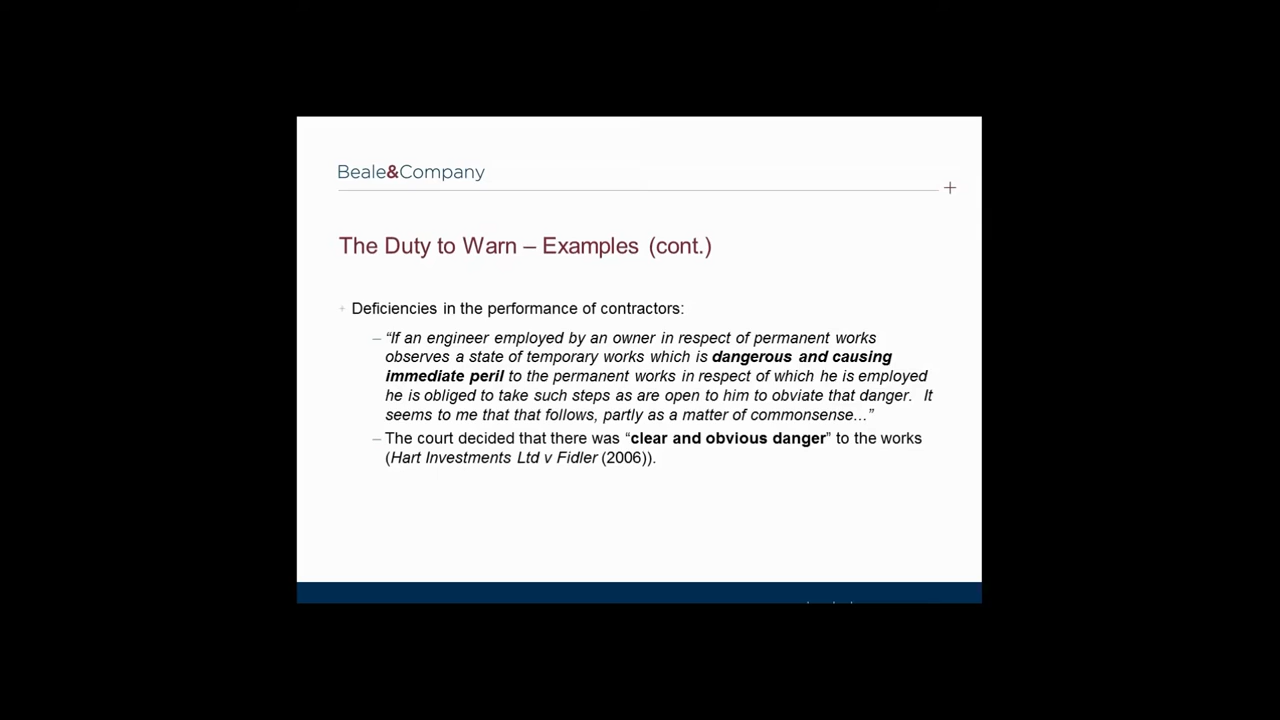 Beale&Company
The Duty to Warn – Examples (cont.)
Deficiencies in the performance of contractors:
– “If an engineer employed by an owner in respect of permanent works
observes a state of temporary works which is dangerous and causing
immediate peril to the permanent works in respect of which he is employed
he is obliged to take such steps as are open to him to obviate that danger. It
seems to me that that follows, partly as a matter of commonsense…”
– The court decided that there was “clear and obvious danger” to the works
(Hart Investments Ltd v Fidler (2006)).